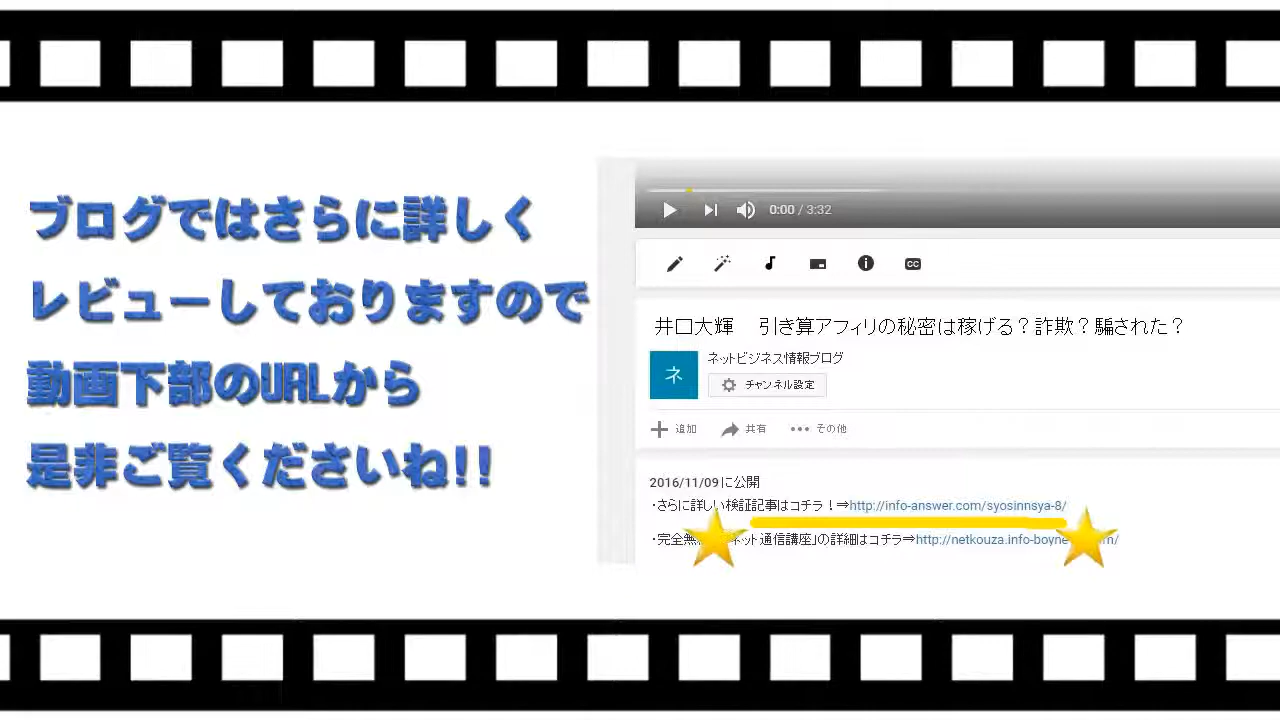 ブログではさらに詳しく
レビューしておりますので
動画下部のURLから
是非ご覧くださいね!!
0:00 / 3:32
CC
井口大輝　引き算アフィリの秘密は稼げる？詐欺？騙された？
ネ
ネットビジネス情報ブログ
チャンネル設定
追加
共有
その他
2016/11/09に公開
・さらに詳しい検証記事はコチラ！⇒http://info-answer.com/syosinnsya-8/
・完全無 ネット通信講座」の詳細はコチラ⇒http://netkouza.info-boyne